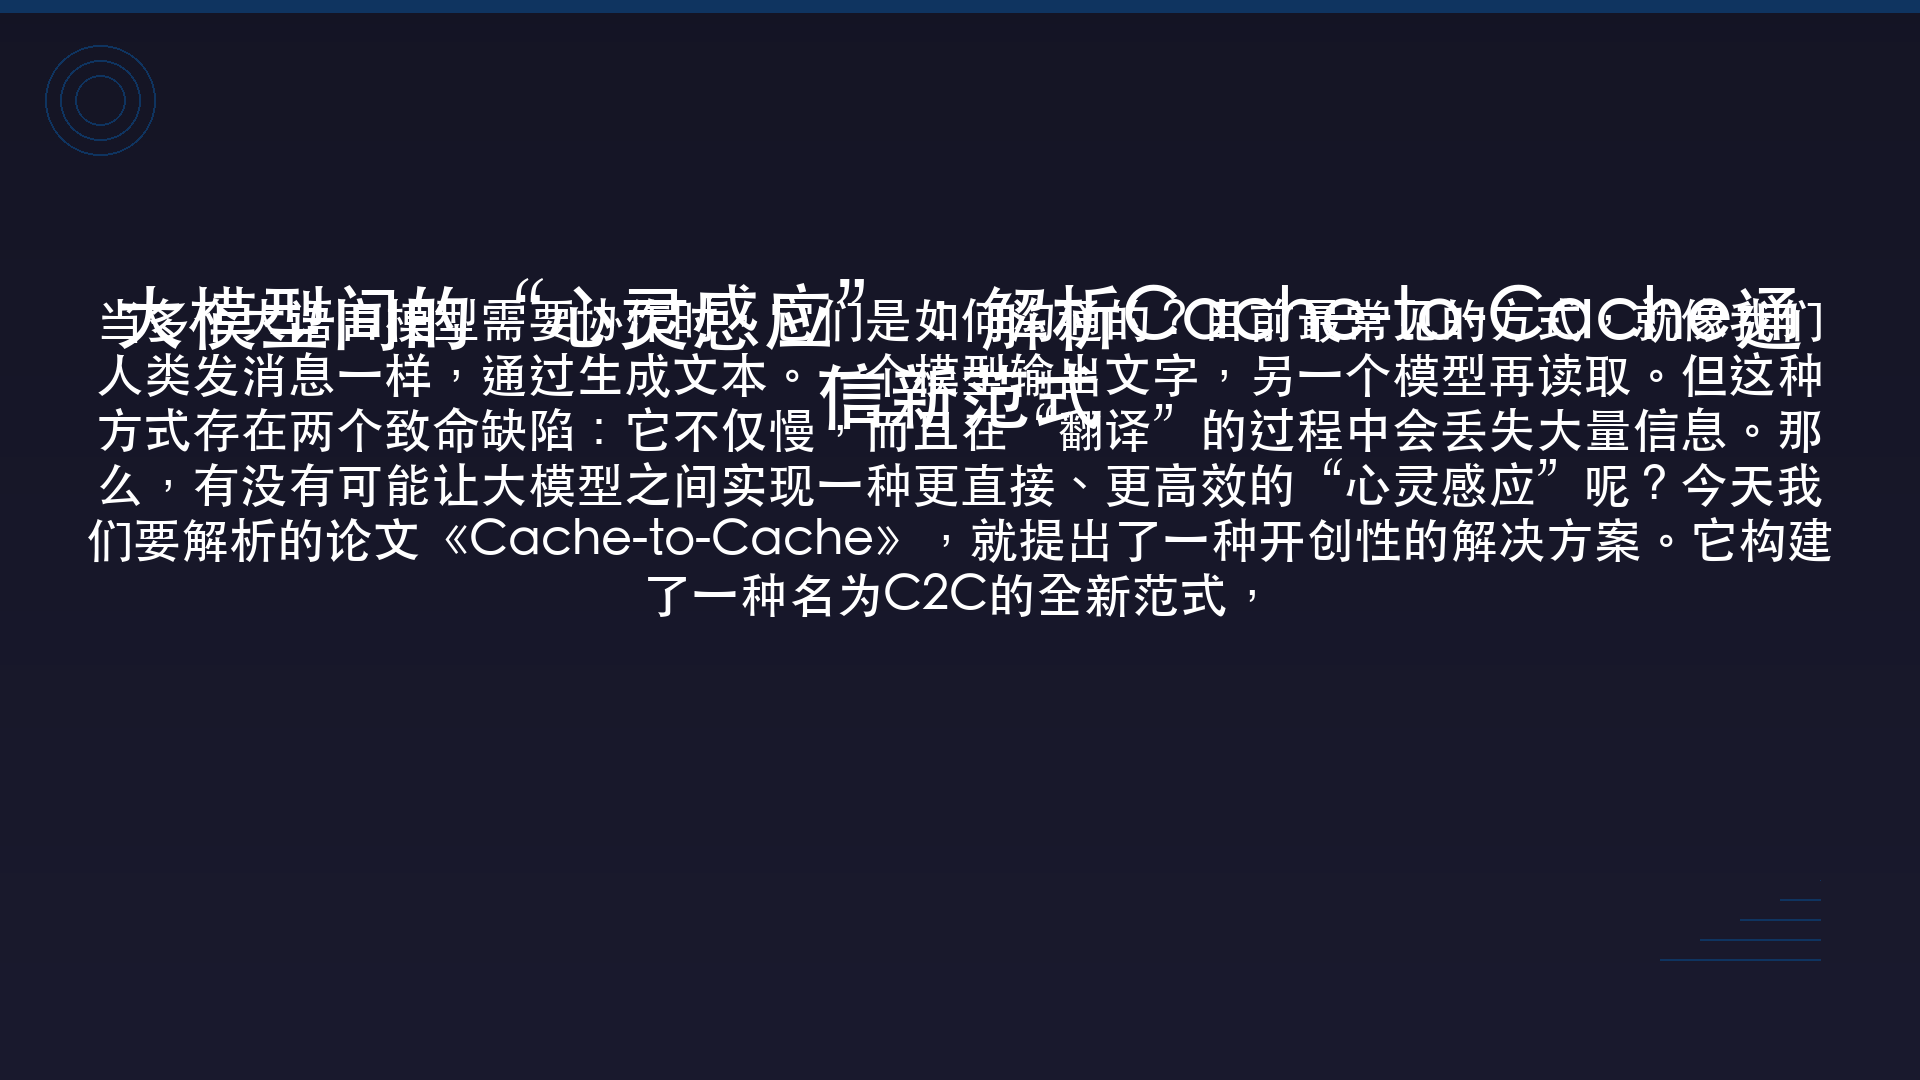 大模型间的“心灵感应”：解析Cache-to-Cache通
信新范式
当多个大语言模型需要协作时，它们是如何沟通的？目前最常见的方式，就像我们
人类发消息一样，通过生成文本。一个模型输出文字，另一个模型再读取。但这种
方式存在两个致命缺陷：它不仅慢，而且在“翻译”的过程中会丢失大量信息。那
么，有没有可能让大模型之间实现一种更直接、更高效的“心灵感应”呢？今天我
们要解析的论文《Cache-to-Cache》，就提出了一种开创性的解决方案。它构建
了一种名为C2C的全新范式，